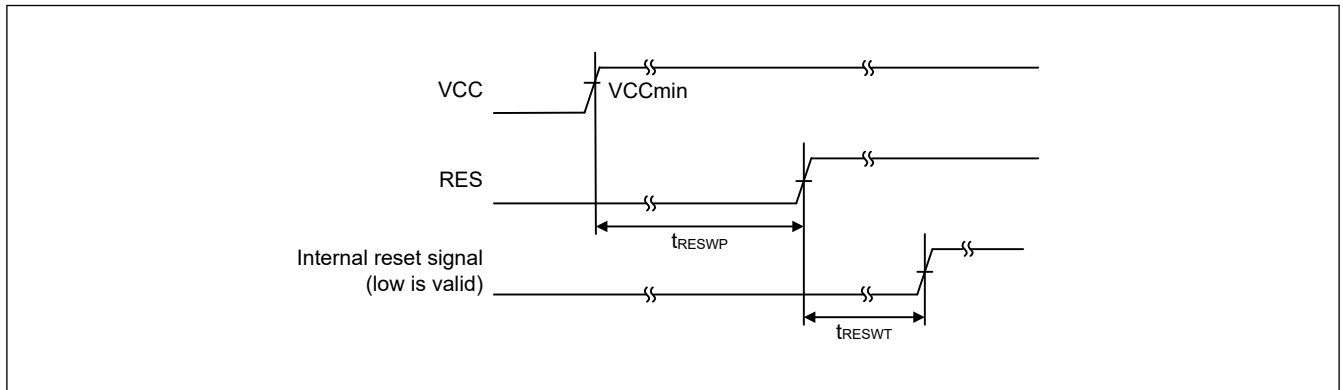 VCC
VCCmin
RES
tRESWP
Internal reset signal
(low is valid)
tRESWT